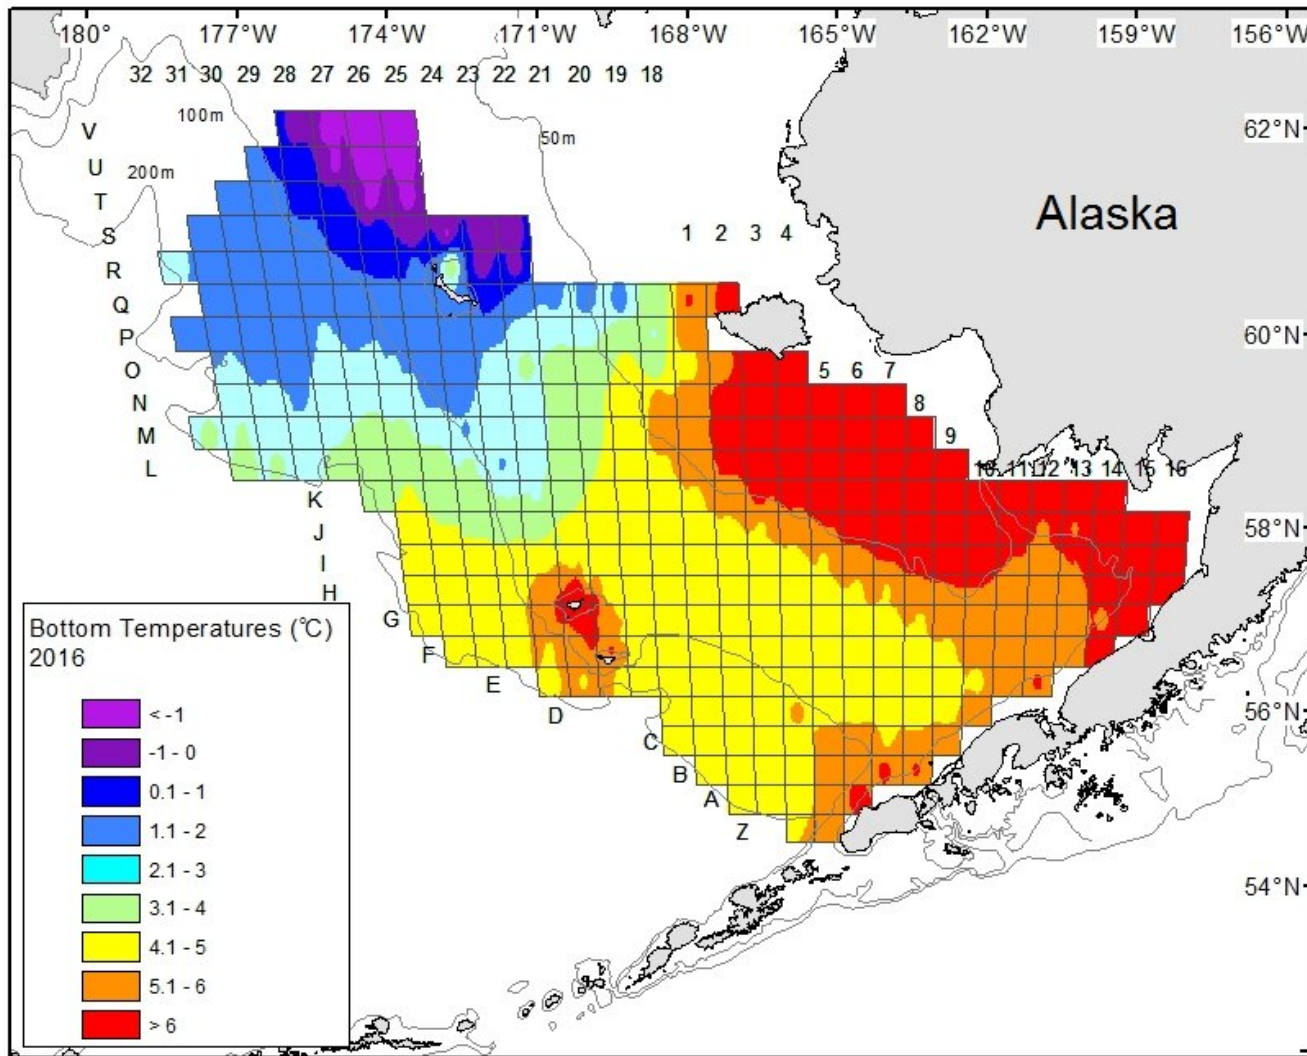 180° 177°W 174°W 171°W 168°W 165°W 162°W 159°W 156°W
32 31 30 29 28 27 26 25 24 23 22 21 20 19 18
100m
V
62°N
50m
U
200m
T
Alaska
S
1 2 3 4
R
Q
P
60°N
O
5 6 7
N
8
M
9
L
10 11 12 13 14 15 16
K
J
58°N
I
H
G
F
E
D
C
B
A
Z
56°N
54°N
Bottom Temperatures (°C)
2016
< -1
-1 - 0
0.1 - 1
1.1 - 2
2.1 - 3
3.1 - 4
4.1 - 5
5.1 - 6
> 6